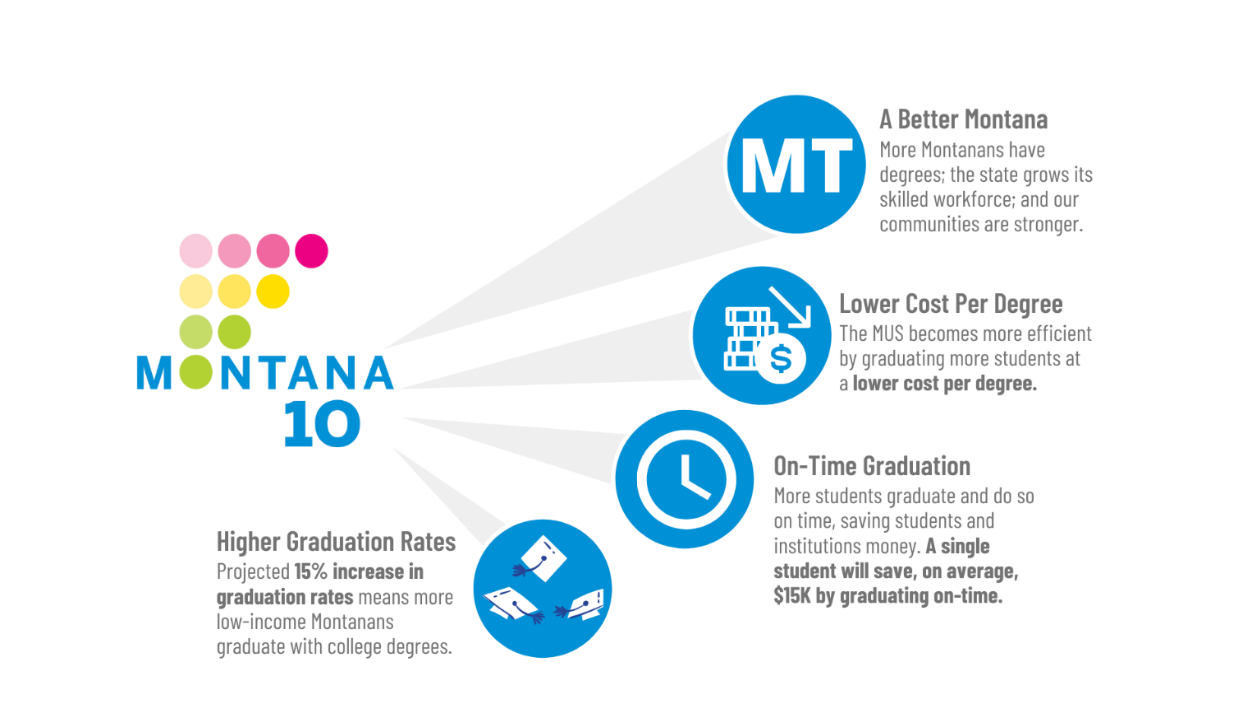 MONTANA
10
MT
A Better Montana
More Montanans have
degrees; the state grows its
skilled workforce; and our
communities are stronger.
Lower Cost Per Degree
The MUS becomes more efficient
by graduating more students at
a lower cost per degree.
$
On-Time Graduation
More students graduate and do so
on time, saving students and
institutions money. A single
student will save, on average,
$15K by graduating on-time.
Higher Graduation Rates
Projected 15% increase in
graduation rates means more
low-income Montanans
graduate with college degrees.